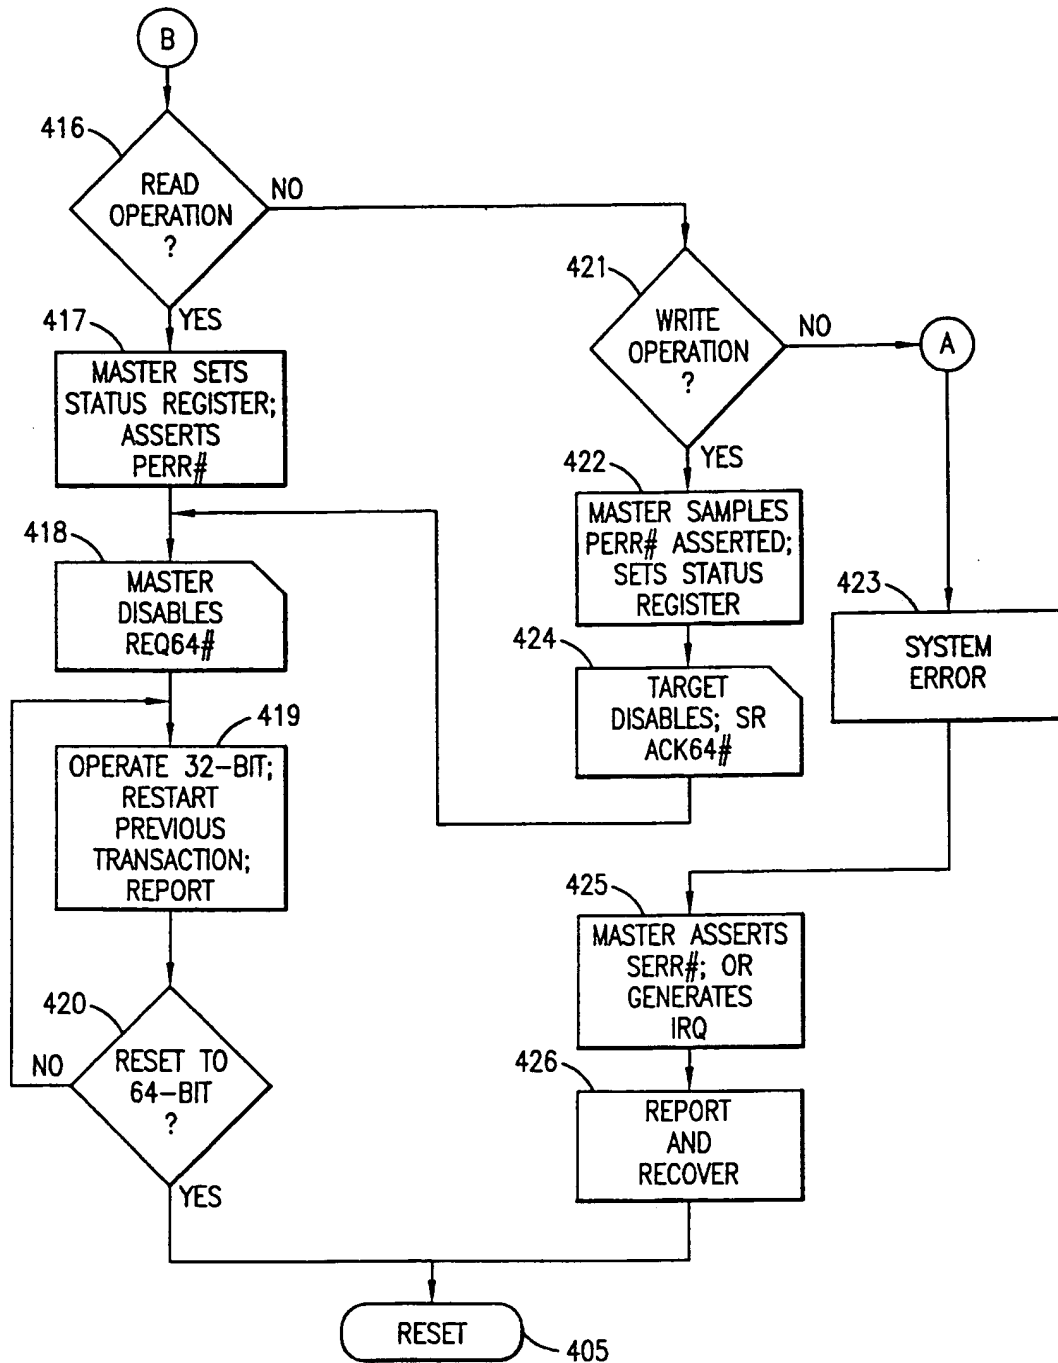 B
416
READ
OPERATION
?
NO
YES
417
MASTER SETS
STATUS REGISTER;
ASSERTS
PERR#
418
MASTER
DISABLES
REQ64#
419
OPERATE 32-BIT;
RESTART
PREVIOUS
TRANSACTION;
REPORT
420
RESET TO
64-BIT
?
NO
YES
421
WRITE
OPERATION
?
NO
A
YES
422
MASTER SAMPLES
PERR# ASSERTED;
SETS STATUS
REGISTER
423
SYSTEM
ERROR
424
TARGET
DISABLES; SR
ACK64#
425
MASTER ASSERTS
SERR#; OR
GENERATES
IRQ
426
REPORT
AND
RECOVER
RESET
405